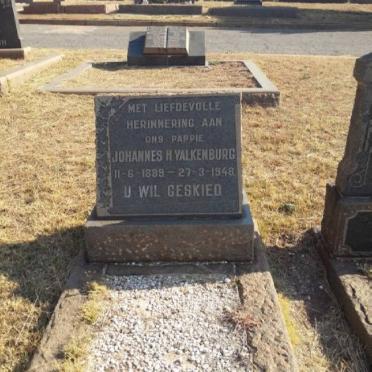 MET LIEFDEVOLLE
HERINNERING AAN
ONS PAPPIE
JOHANNES H VALKENBURG
11-6-1889 – 27-3-1948
U WIL GESKIED